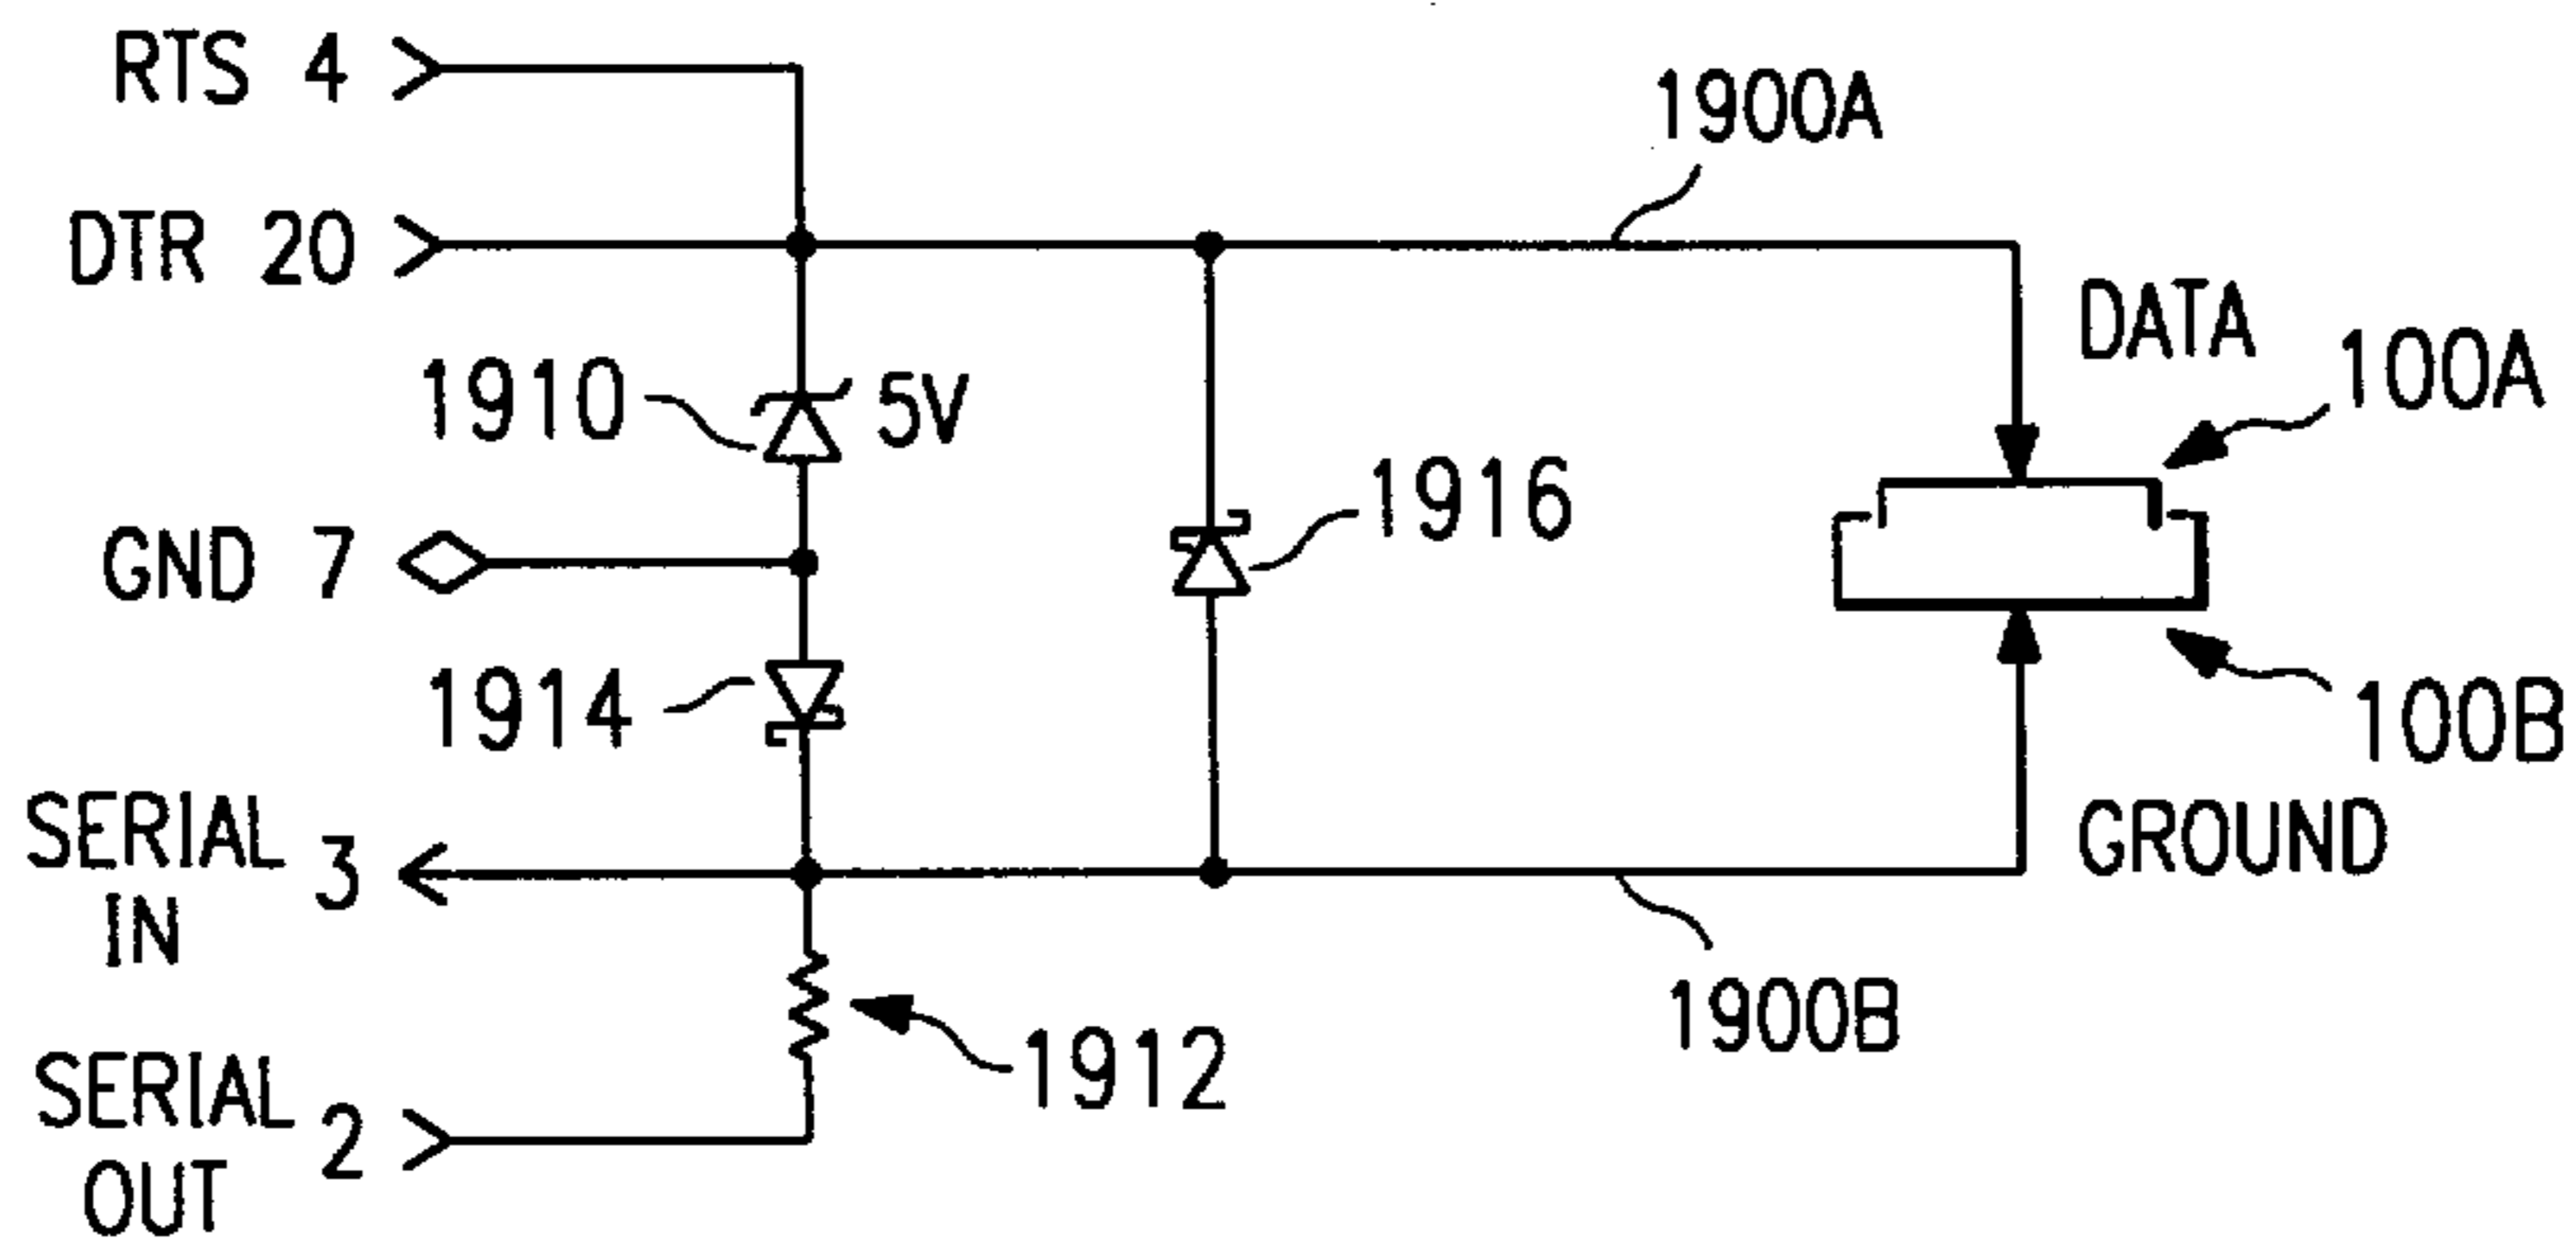 RTS 4
1900A
DTR 20
DATA
100A
1910
5V
1916
GND 7
1914
100B
SERIAL
IN
3
GROUND
1900B
1912
SERIAL
OUT
2